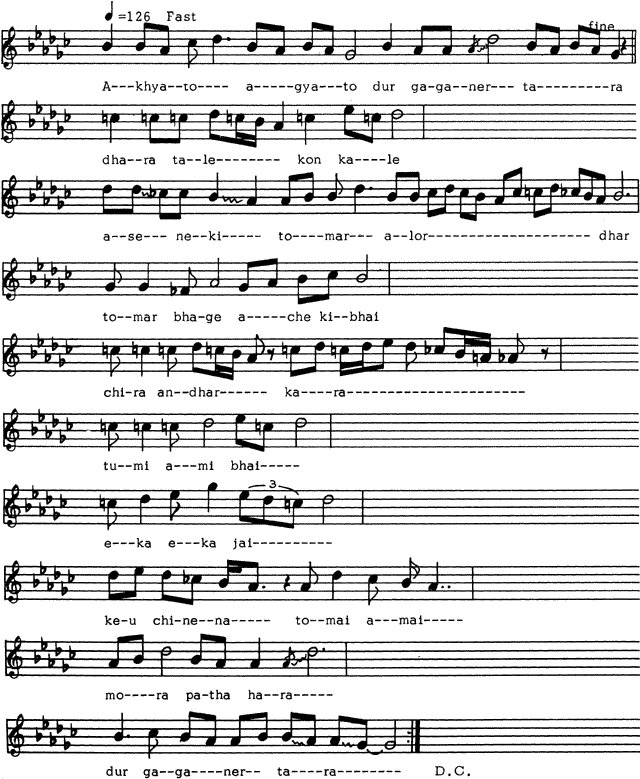 =126 Fast
fine
A---khya--to---- a----gya---to dur ga-ga-ner-- ta---------ra
dha--ra tale-------- kon ka----le
a--se--- ne-ki----- to---mar--- a-lor---------------------- dhar
to--mar bha-ge a-----che ki--bhai
chi-ra an--dhar------ ka--ra------------------------
tu--mi a--mi bhai-----
3
e---ka e---ka jai----------
ke-u chi-ne--na----- to--mai a---mai-----
mo----ra pa-tha ha--ra-----
dur ga--ga---ner-- ta----ra--------- D.C.